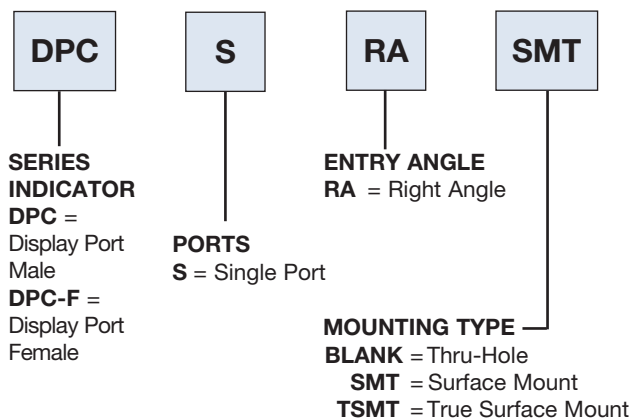 DPC S RA SMT
SERIES
INDICATOR
DPC =
Display Port
Male
DPC-F =
Display Port
Female
PORTS
S = Single Port
ENTRY ANGLE
RA = Right Angle
MOUNTING TYPE
BLANK = Thru-Hole
SMT = Surface Mount
TSMT = True Surface Mount